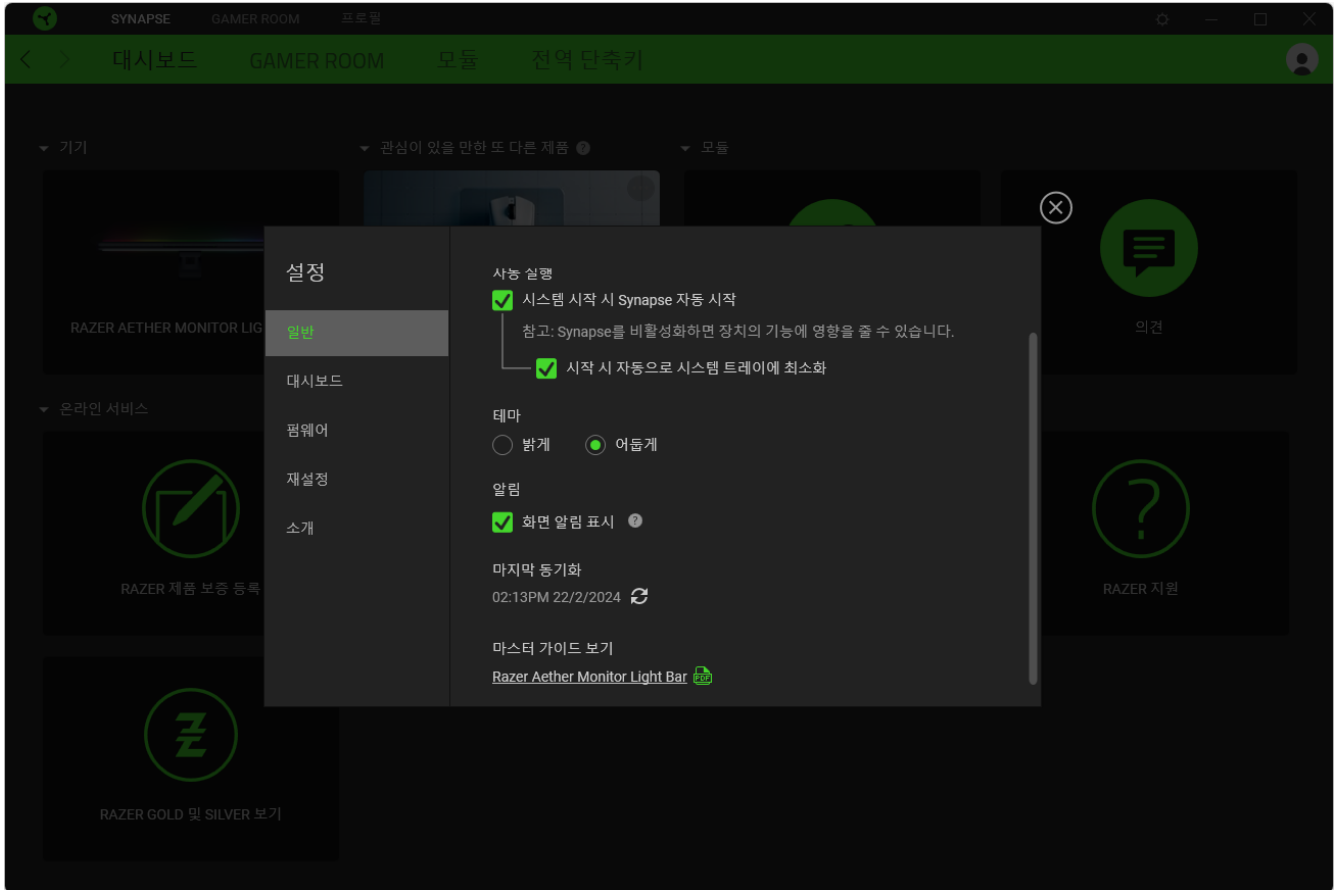 SYNAPSE
GAMER ROOM
프로필
대시보드
GAMER ROOM
모듈
전역 단축키
기기
관심이 있을 만한 또 다른 제품 ?
모듈
RAZER AETHER MONITOR LIG
의견
온라인 서비스
RAZER 제품 보증 등록
RAZER 지원
RAZER GOLD 및 SILVER 보기
설정
일반
대시보드
펌웨어
재설정
소개
자동 실행
시스템 시작 시 Synapse 자동 시작
참고: Synapse를 비활성화하면 장치의 기능에 영향을 줄 수 있습니다.
시작 시 자동으로 시스템 트레이에 최소화
테마
밝게
어둡게
알림
화면 알림 표시 ?
마지막 동기화
02:13PM 22/2/2024
마스터 가이드 보기
Razer Aether Monitor Light Bar PDF